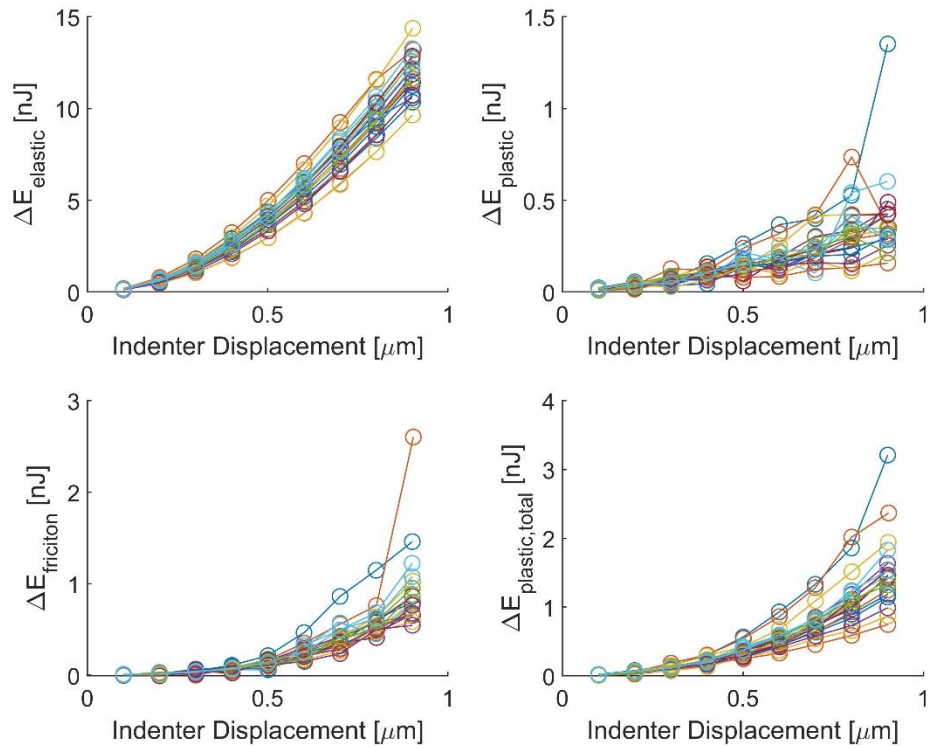 15
10
5
0
ΔE_elastic [nJ]
0 0.5 1
Indenter Displacement [μm]
1.5
1
0.5
0
ΔE_plastic [nJ]
0 0.5 1
Indenter Displacement [μm]
3
2
1
0
ΔE_friciton [nJ]
0 0.5 1
Indenter Displacement [μm]
4
3
2
1
0
ΔE_plastic,total [nJ]
0 0.5 1
Indenter Displacement [μm]